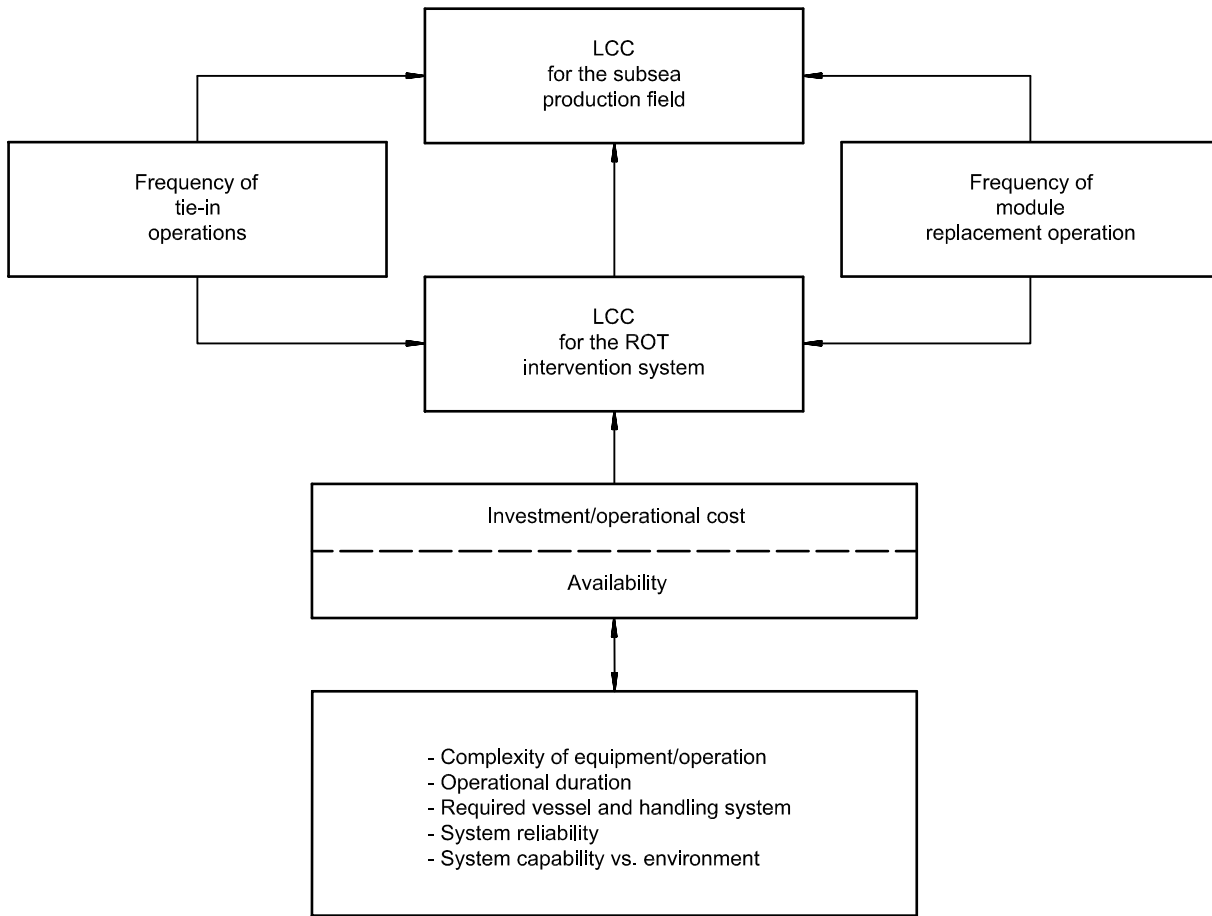 LCC
for the subsea
production field
Frequency of
tie-in
operations
Frequency of
module
replacement operation
LCC
for the ROT
intervention system
Investment/operational cost
Availability
- Complexity of equipment/operation
- Operational duration
- Required vessel and handling system
- System reliability
- System capability vs. environment